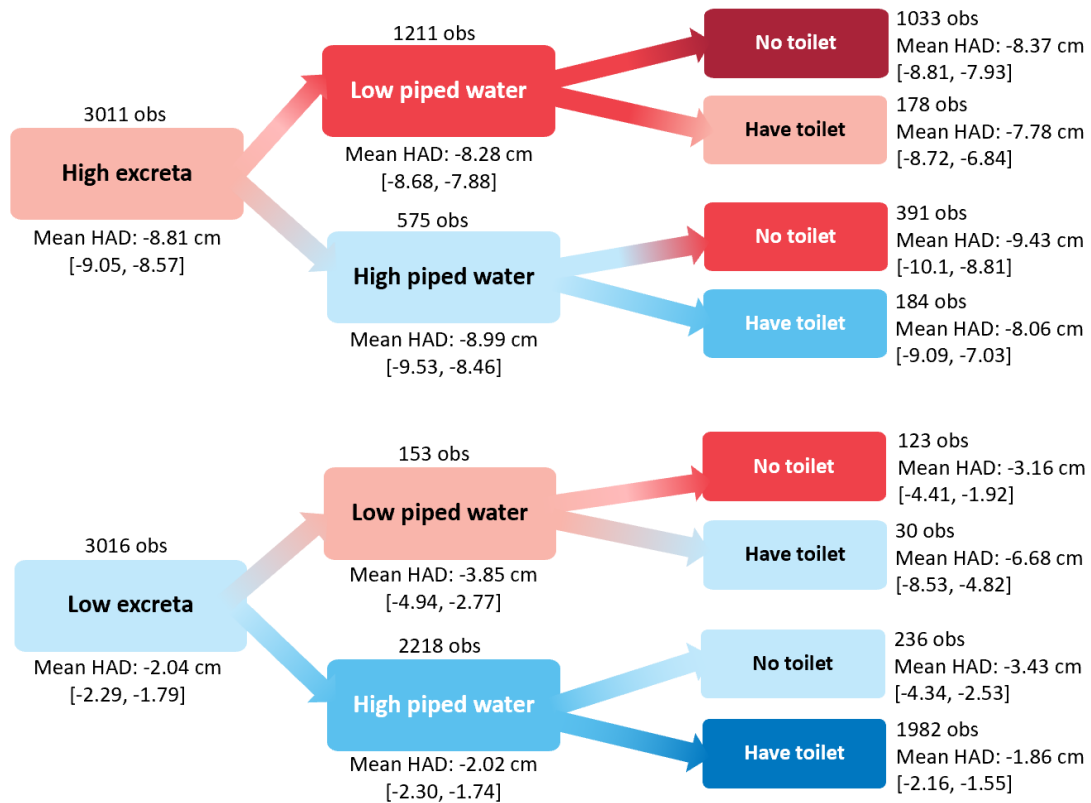 3011 obs
High excreta
Mean HAD: -8.81 cm
[-9.05, -8.57]
1211 obs
Low piped water
Mean HAD: -8.28 cm
[-8.68, -7.88]
No toilet
1033 obs
Mean HAD: -8.37 cm
[-8.81, -7.93]
Have toilet
178 obs
Mean HAD: -7.78 cm
[-8.72, -6.84]
575 obs
High piped water
Mean HAD: -8.99 cm
[-9.53, -8.46]
No toilet
391 obs
Mean HAD: -9.43 cm
[-10.1, -8.81]
Have toilet
184 obs
Mean HAD: -8.06 cm
[-9.09, -7.03]
3016 obs
Low excreta
Mean HAD: -2.04 cm
[-2.29, -1.79]
153 obs
Low piped water
Mean HAD: -3.85 cm
[-4.94, -2.77]
No toilet
123 obs
Mean HAD: -3.16 cm
[-4.41, -1.92]
Have toilet
30 obs
Mean HAD: -6.68 cm
[-8.53, -4.82]
2218 obs
High piped water
Mean HAD: -2.02 cm
[-2.30, -1.74]
No toilet
236 obs
Mean HAD: -3.43 cm
[-4.34, -2.53]
Have toilet
1982 obs
Mean HAD: -1.86 cm
[-2.16, -1.55]